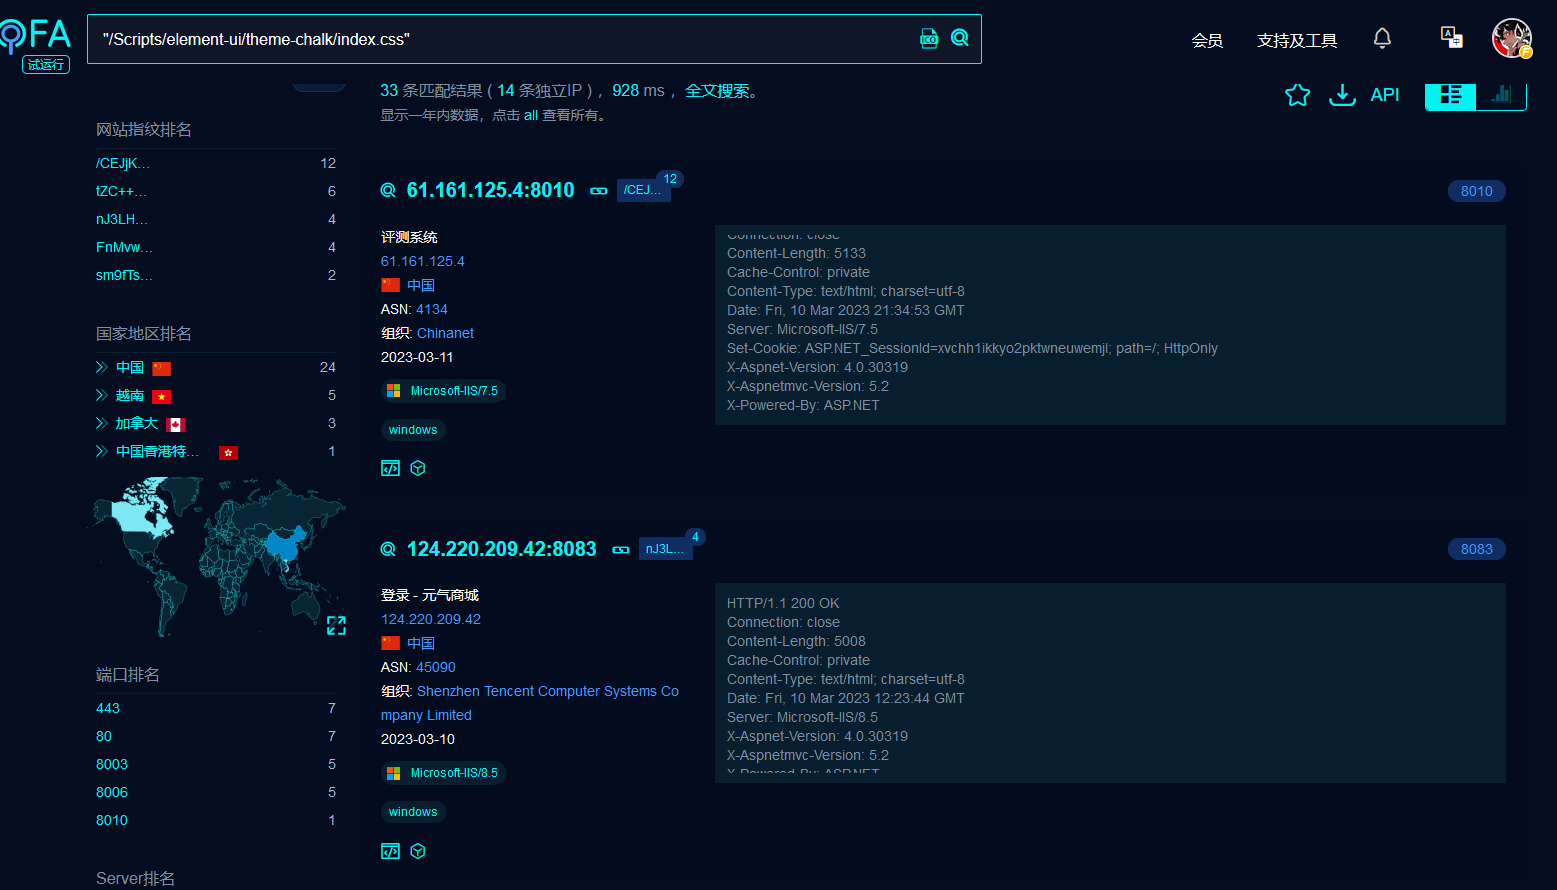 FA
试运行
"/Scripts/element-ui/theme-chalk/index.css"
ICO
会员
支持及工具
A
中
F
33 条匹配结果 ( 14 条独立IP ) ，928 ms ，全文搜索。
显示一年内数据，点击 all 查看所有。
API
网站指纹排名
/CEJjK... 12
tZC++... 6
nJ3LH... 4
FnMvw... 4
sm9fTs... 2
国家地区排名
中国 24
越南 5
加拿大 3
中国香港特... 1
端口排名
443 7
80 7
8003 5
8006 5
8010 1
Server排名
61.161.125.4:8010
/CEJ...
12
8010
评测系统
61.161.125.4
中国
ASN: 4134
组织: Chinanet
2023-03-11
Microsoft-IIS/7.5
windows
Connection: close
Content-Length: 5133
Cache-Control: private
Content-Type: text/html; charset=utf-8
Date: Fri, 10 Mar 2023 21:34:53 GMT
Server: Microsoft-IIS/7.5
Set-Cookie: ASP.NET_SessionId=xvchh1ikkyo2pktwneuwemjl; path=/; HttpOnly
X-Aspnet-Version: 4.0.30319
X-Aspnetmvc-Version: 5.2
X-Powered-By: ASP.NET
124.220.209.42:8083
nJ3L...
4
8083
登录 - 元气商城
124.220.209.42
中国
ASN: 45090
组织: Shenzhen Tencent Computer Systems Co
mpany Limited
2023-03-10
Microsoft-IIS/8.5
windows
HTTP/1.1 200 OK
Connection: close
Content-Length: 5008
Cache-Control: private
Content-Type: text/html; charset=utf-8
Date: Fri, 10 Mar 2023 12:23:44 GMT
Server: Microsoft-IIS/8.5
X-Aspnet-Version: 4.0.30319
X-Aspnetmvc-Version: 5.2
X-Powered-By: ASP.NET